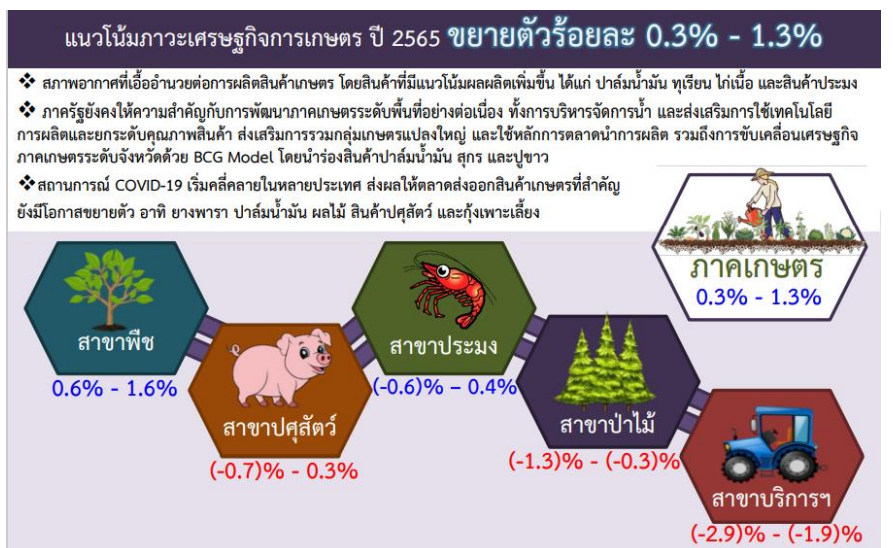 แนวโน้มภาวะเศรษฐกิจการเกษตร ปี 2565 ขยายตัวร้อยละ 0.3% - 1.3%
❖ สภาพอากาศที่เอื้ออำนวยต่อการผลิตสินค้าเกษตร โดยสินค้าที่มีแนวโน้มผลผลิตเพิ่มขึ้น ได้แก่ ปาล์มน้ำมัน ทุเรียน ไก่เนื้อ และสินค้าประมง
❖ ภาครัฐยังคงให้ความสำคัญกับการพัฒนาภาคเกษตรระดับพื้นที่อย่างต่อเนื่อง ทั้งการบริหารจัดการน้ำ และส่งเสริมการใช้เทคโนโลยี
การผลิตและยกระดับคุณภาพสินค้า ส่งเสริมการรวมกลุ่มเกษตรแปลงใหญ่ และใช้หลักการตลาดนำการผลิต รวมถึงการขับเคลื่อนเศรษฐกิจ
ภาคเกษตรระดับจังหวัดด้วย BCG Model โดยนำร่องสินค้าปาล์มน้ำมัน สุกร และปูขาว
❖สถานการณ์ COVID-19 เริ่มคลี่คลายในหลายประเทศ ส่งผลให้ตลาดส่งออกสินค้าเกษตรที่สำคัญ
ยังมีโอกาสขยายตัว อาทิ ยางพารา ปาล์มน้ำมัน ผลไม้ สินค้าปศุสัตว์ และกุ้งเพาะเลี้ยง
ภาคเกษตร
0.3% - 1.3%
สาขาพืช
0.6% - 1.6%
สาขาปศุสัตว์
(-0.7)% - 0.3%
สาขาประมง
(-0.6)% – 0.4%
สาขาป่าไม้
(-1.3)% - (-0.3)%
สาขาบริการฯ
(-2.9)% - (-1.9)%